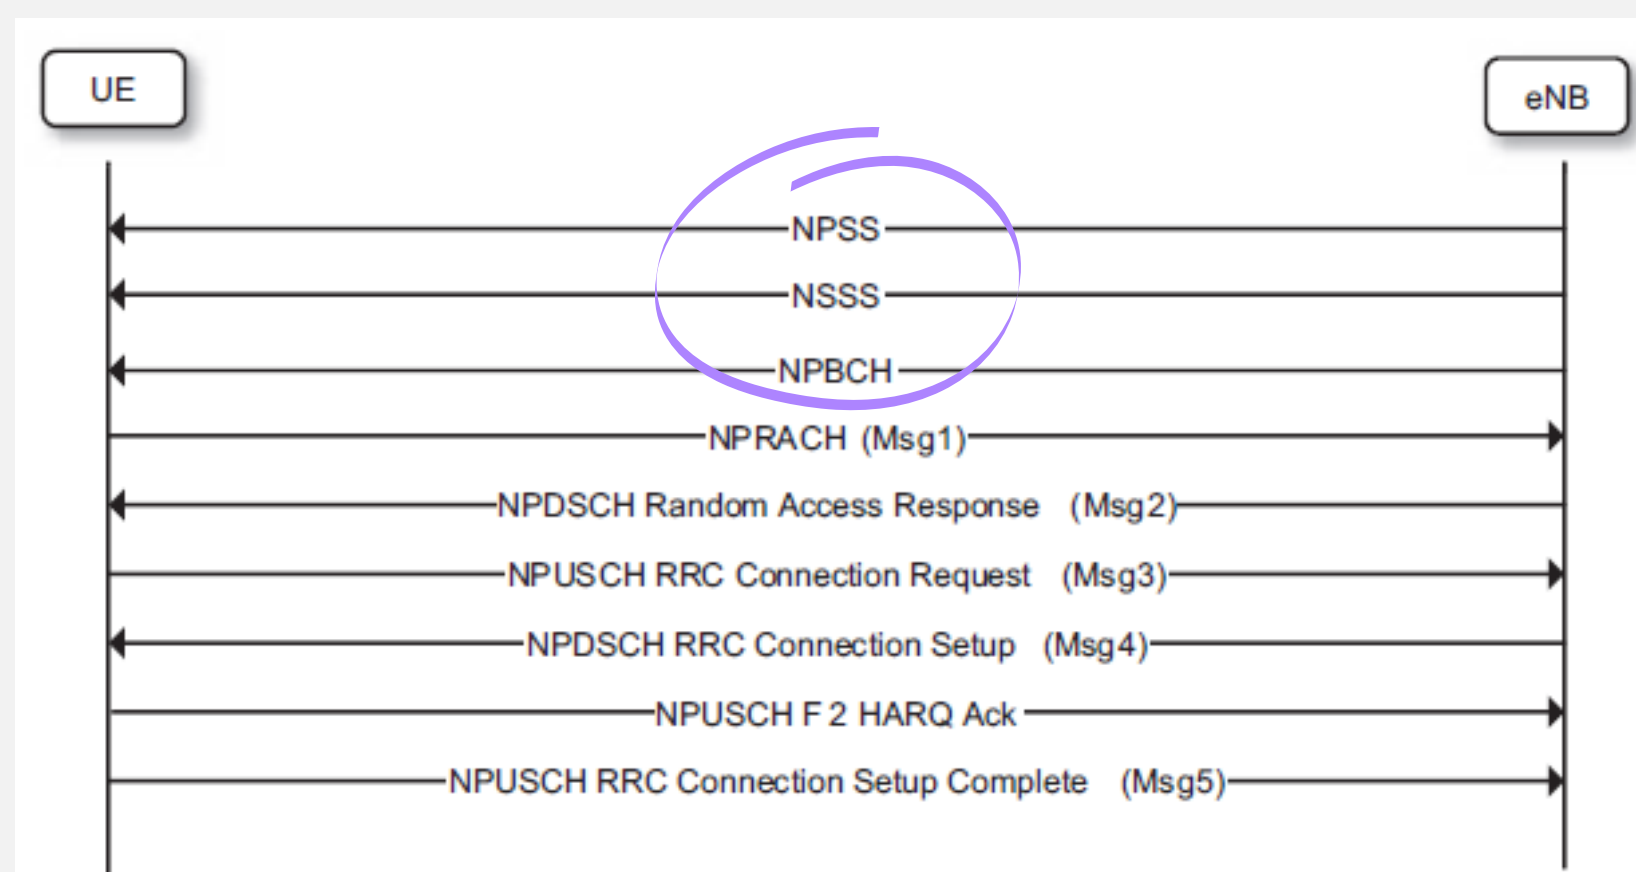 UE
eNB
NPSS
NSSS
NPBCH
NPRACH (Msg1)
NPDSCH Random Access Response (Msg2)
NPUSCH RRC Connection Request (Msg3)
NPDSCH RRC Connection Setup (Msg4)
NPUSCH F 2 HARQ Ack
NPUSCH RRC Connection Setup Complete (Msg5)